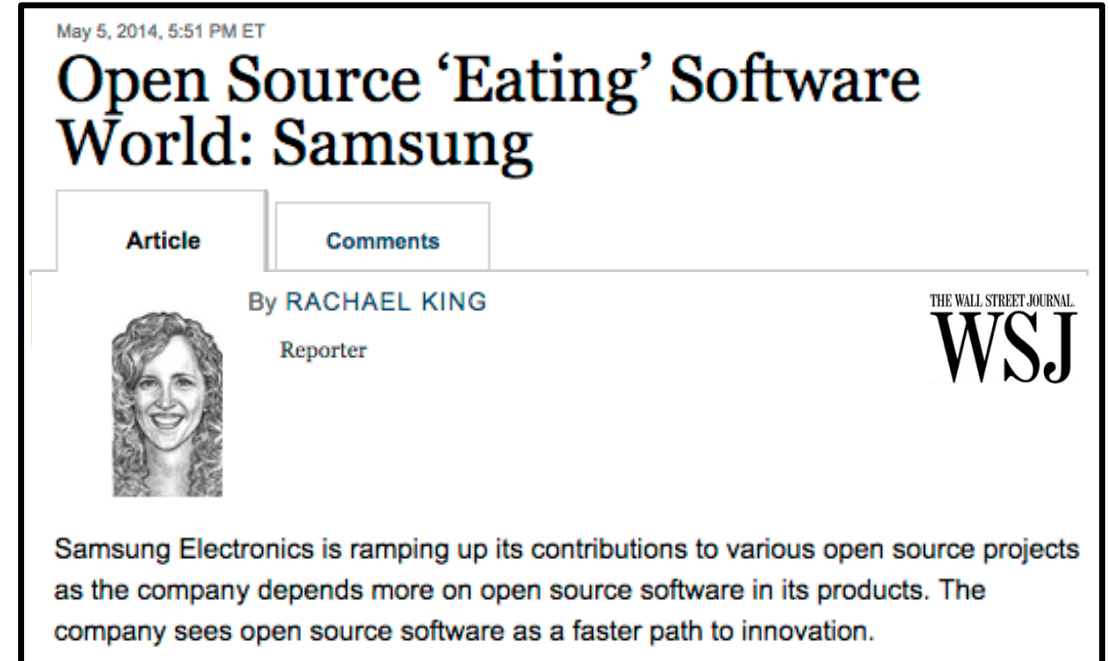 May 5, 2014, 5:51 PM ET
Open Source ‘Eating’ Software
World: Samsung
Article
Comments
By RACHAEL KING
Reporter
THE WALL STREET JOURNAL.
WSJ
Samsung Electronics is ramping up its contributions to various open source projects
as the company depends more on open source software in its products. The
company sees open source software as a faster path to innovation.